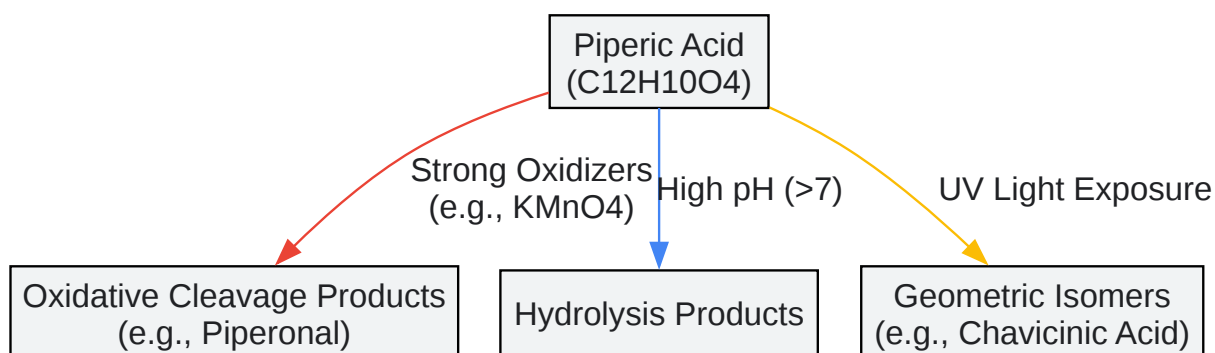 Piperic Acid
(C12H10O4)
Strong Oxidizers
(e.g., KMnO4)
High pH (>7)
UV Light Exposure
Oxidative Cleavage Products
(e.g., Piperonal)
Hydrolysis Products
Geometric Isomers
(e.g., Chavicinic Acid)